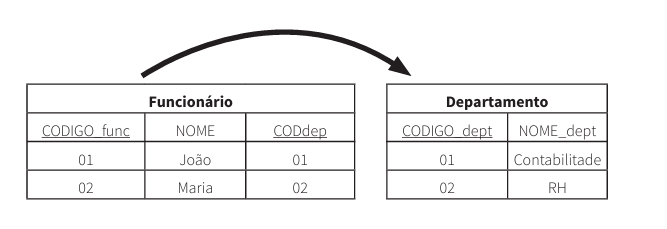 Funcionário
CODIGO_func NOME CODdep
01 João 01
02 Maria 02
Departamento
CODIGO_dept NOME_dept
01 Contabilitade
02 RH